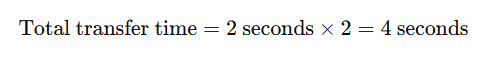 Total transfer time = 2 seconds × 2 = 4 seconds